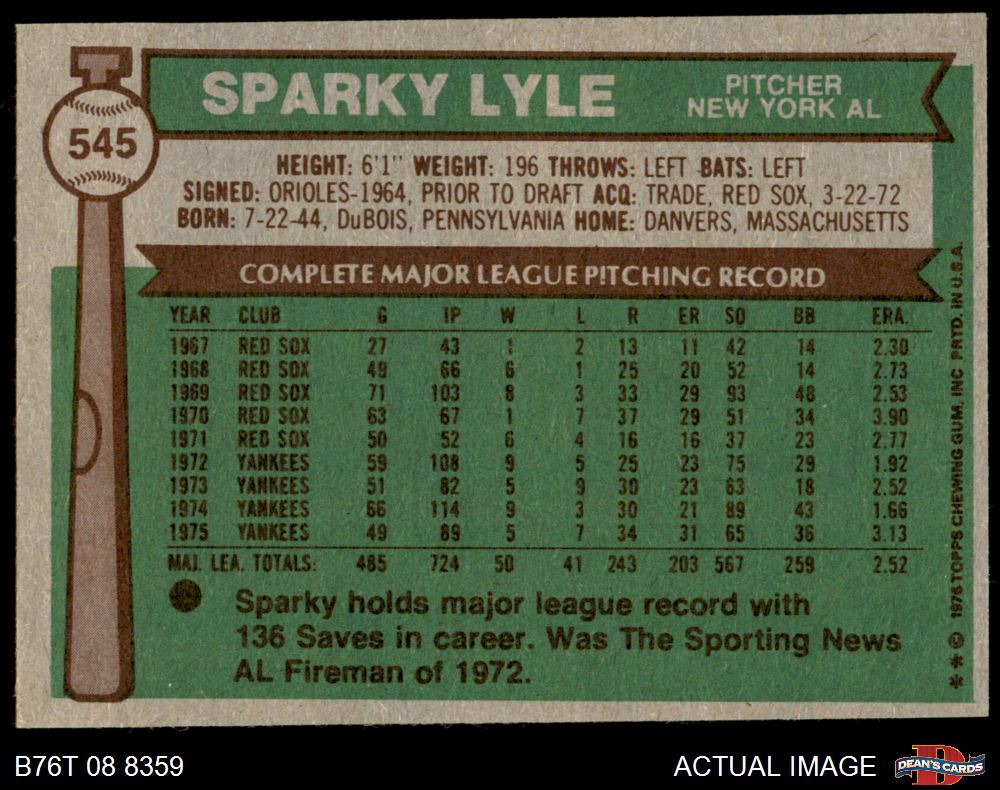 545
SPARKY LYLE
PITCHER
NEW YORK AL
HEIGHT: 6'1" WEIGHT: 196 THROWS: LEFT BATS: LEFT
SIGNED: ORIOLES-1964, PRIOR TO DRAFT ACQ: TRADE, RED SOX, 3-22-72
BORN: 7-22-44, DuBOIS, PENNSYLVANIA HOME: DANVERS, MASSACHUSETTS
COMPLETE MAJOR LEAGUE PITCHING RECORD
YEAR CLUB G IP W L R ER SO BB ERA.
1967 RED SOX 27 43 1 2 13 11 42 14 2.30
1968 RED SOX 49 66 6 1 25 20 52 14 2.73
1969 RED SOX 71 103 8 3 33 29 93 48 2.53
1970 RED SOX 63 67 1 7 37 29 51 34 3.90
1971 RED SOX 50 52 6 4 16 16 37 23 2.77
1972 YANKEES 59 108 9 5 25 23 75 29 1.92
1973 YANKEES 51 82 5 9 30 23 63 18 2.52
1974 YANKEES 66 114 9 3 30 21 89 43 1.66
1975 YANKEES 49 89 5 7 34 31 65 36 3.13
MAJ. LEA. TOTALS: 485 724 50 41 243 203 567 259 2.52
Sparky holds major league record with
136 Saves in career. Was The Sporting News
AL Fireman of 1972.
** © 1976 TOPPS CHEWING GUM, INC PRTD. IN U.S.A.
B76T 08 8359
ACTUAL IMAGE
D
DEAN'S CARDS